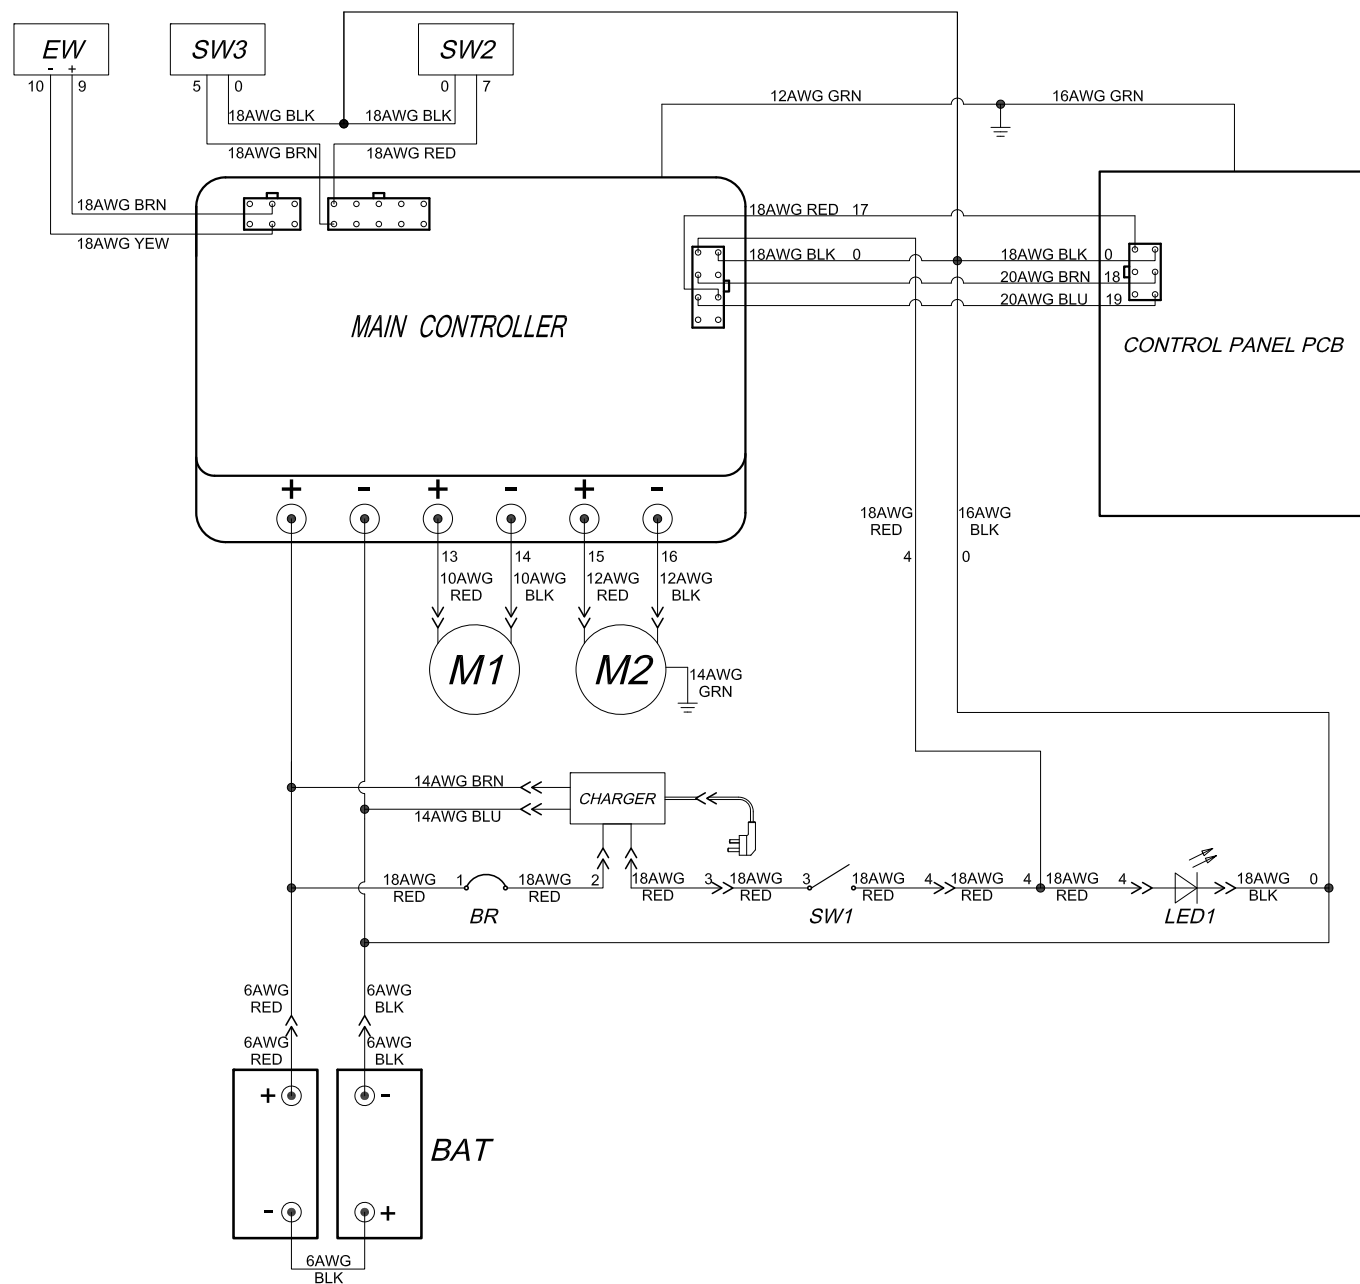 EW
- +
10 9
SW3
5 0
SW2
0 7
18AWG BLK
18AWG BLK
18AWG BRN
18AWG RED
12AWG GRN
16AWG GRN
18AWG BRN
18AWG YEW
18AWG RED 17
18AWG BLK 0
18AWG BLK 0
20AWG BRN 18
20AWG BLU 19
MAIN CONTROLLER
CONTROL PANEL PCB
+ - + - + -
13
10AWG
RED
14
10AWG
BLK
15
12AWG
RED
16
12AWG
BLK
18AWG
RED
4
16AWG
BLK
0
M1
M2
14AWG
GRN
14AWG BRN
14AWG BLU
CHARGER
18AWG
RED
1
BR
18AWG
RED
2
18AWG
RED
3
18AWG
RED
3
SW1
18AWG
RED
4
18AWG
RED
4
18AWG
RED
4
LED1
18AWG
BLK
0
6AWG
RED
6AWG
BLK
6AWG
RED
6AWG
BLK
+ -
BAT
- +
6AWG
BLK